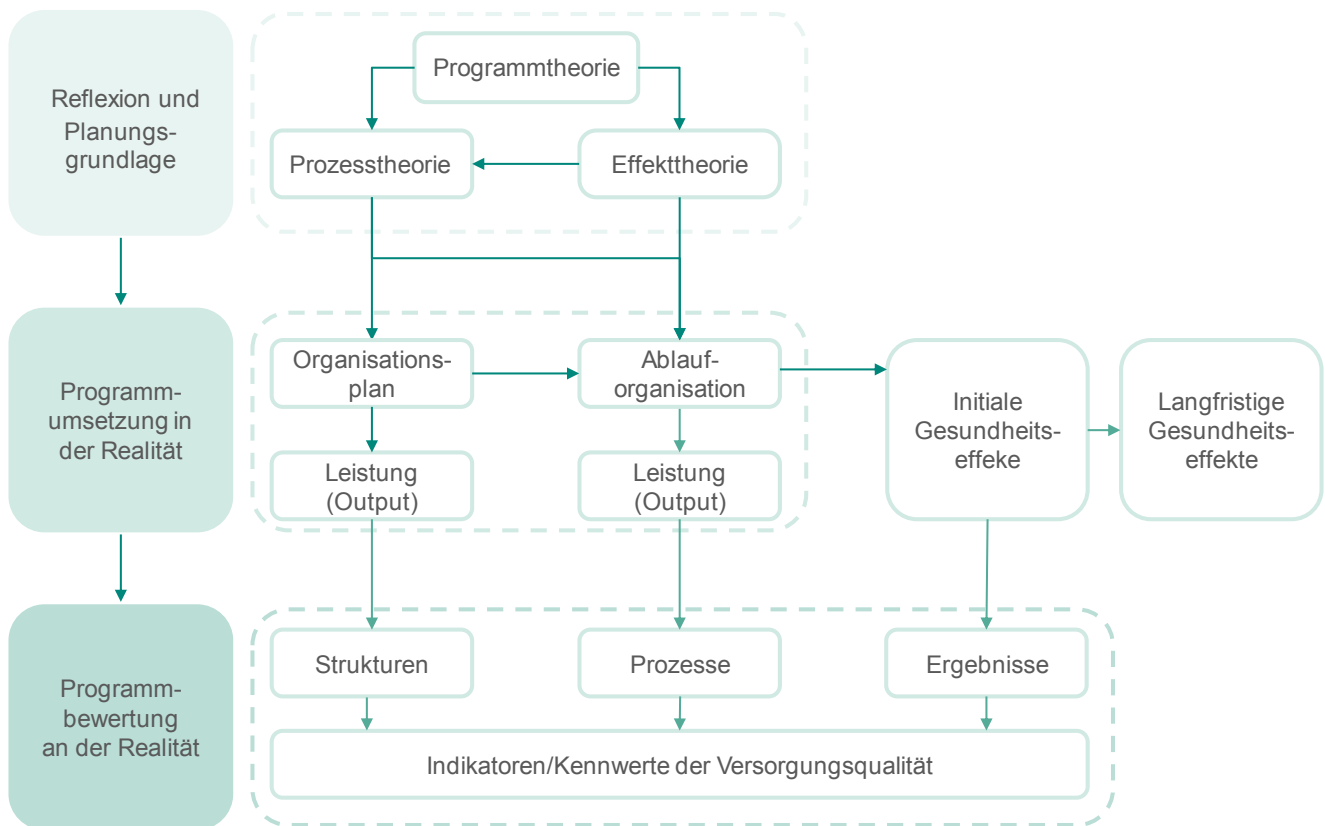 Reflexion und
Planungs-
grundlage
Programmtheorie
Prozesstheorie
Effekttheorie
Programm-
umsetzung in
der Realität
Organisations-
plan
Ablauf-
organisation
Leistung
(Output)
Leistung
(Output)
Initiale
Gesundheits-
effeke
Langfristige
Gesundheits-
effekte
Programm-
bewertung
an der Realität
Strukturen
Prozesse
Ergebnisse
Indikatoren/Kennwerte der Versorgungsqualität